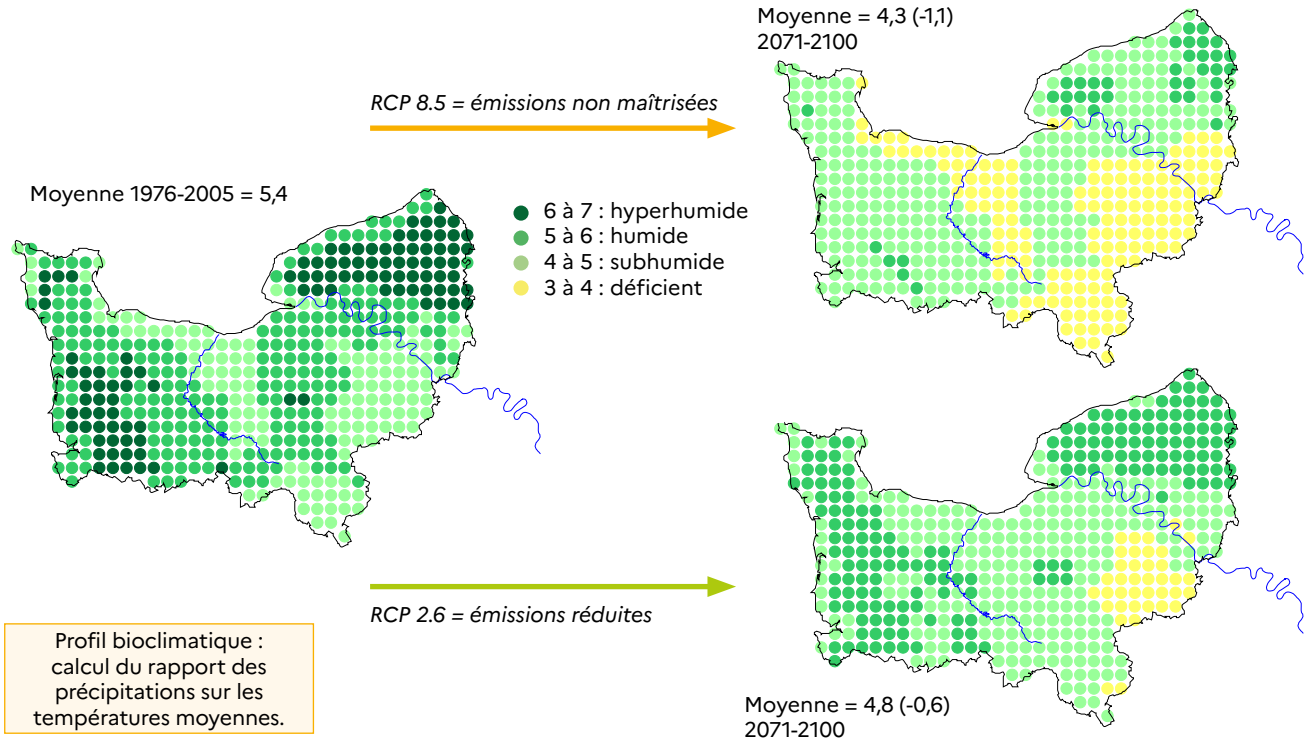 Moyenne = 4,3 (-1,1)
2071-2100
RCP 8.5 = émissions non maîtrisées
Moyenne 1976-2005 = 5,4
6 à 7 : hyperhumide
5 à 6 : humide
4 à 5 : subhumide
3 à 4 : déficient
RCP 2.6 = émissions réduites
Profil bioclimatique :
calcul du rapport des
précipitations sur les
températures moyennes.
Moyenne = 4,8 (-0,6)
2071-2100